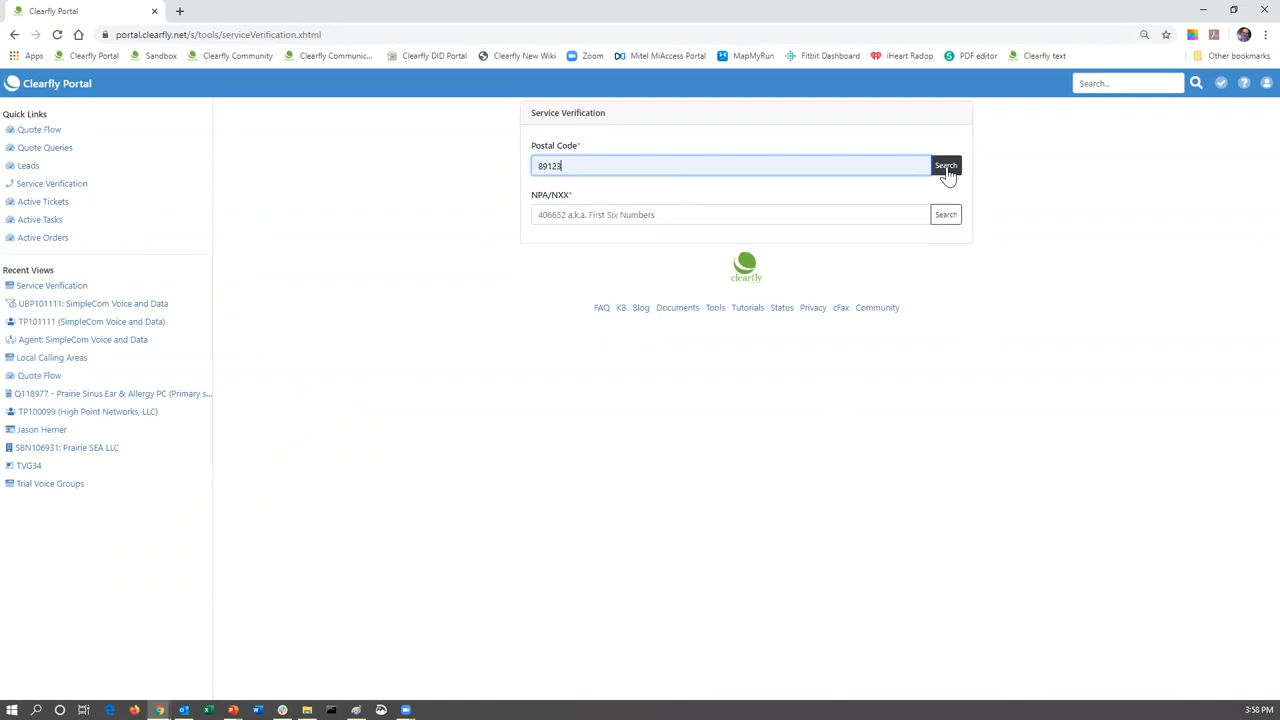 Clearfly Portal
portal.clearfly.net/s/tools/serviceVerification.xhtml
Apps Clearfly Portal Sandbox Clearfly Community Clearfly Communic... Clearfly DID Portal Clearfly New Wiki Zoom Mitel MiAccess Portal MapMyRun Fitbit Dashboard iHeart Radop PDF editor Clearfly text Other bookmarks
Clearfly Portal Search...
Quick Links
Quote Flow
Quote Queries
Leads
Service Verification
Active Tickets
Active Tasks
Active Orders
Recent Views
Service Verification
UBP101111: SimpleCom Voice and Data
TP101111 (SimpleCom Voice and Data)
Agent: SimpleCom Voice and Data
Local Calling Areas
Quote Flow
Q118977 - Prairie Sinus Ear & Allergy PC (Primary s...
TP100099 (High Point Networks, LLC)
Jason Herner
SBN106931: Prairie SEA LLC
TVG34
Trial Voice Groups
Service Verification
Postal Code*
89123 Search
NPA/NXX*
406652 a.k.a. First Six Numbers Search
clearfly
FAQ KB Blog Documents Tools Tutorials Status Privacy cFax Community
3:58 PM